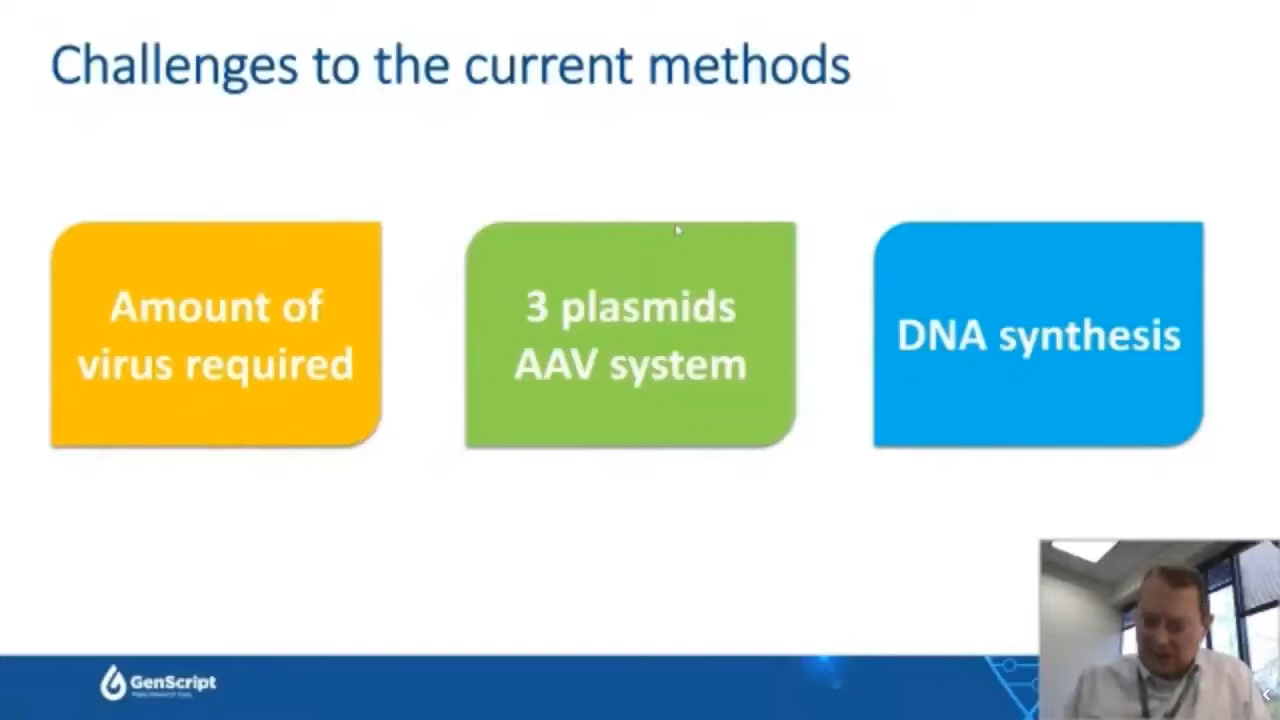 Challenges to the current methods
Amount of
virus required
3 plasmids
AAV system
DNA synthesis
GenScript